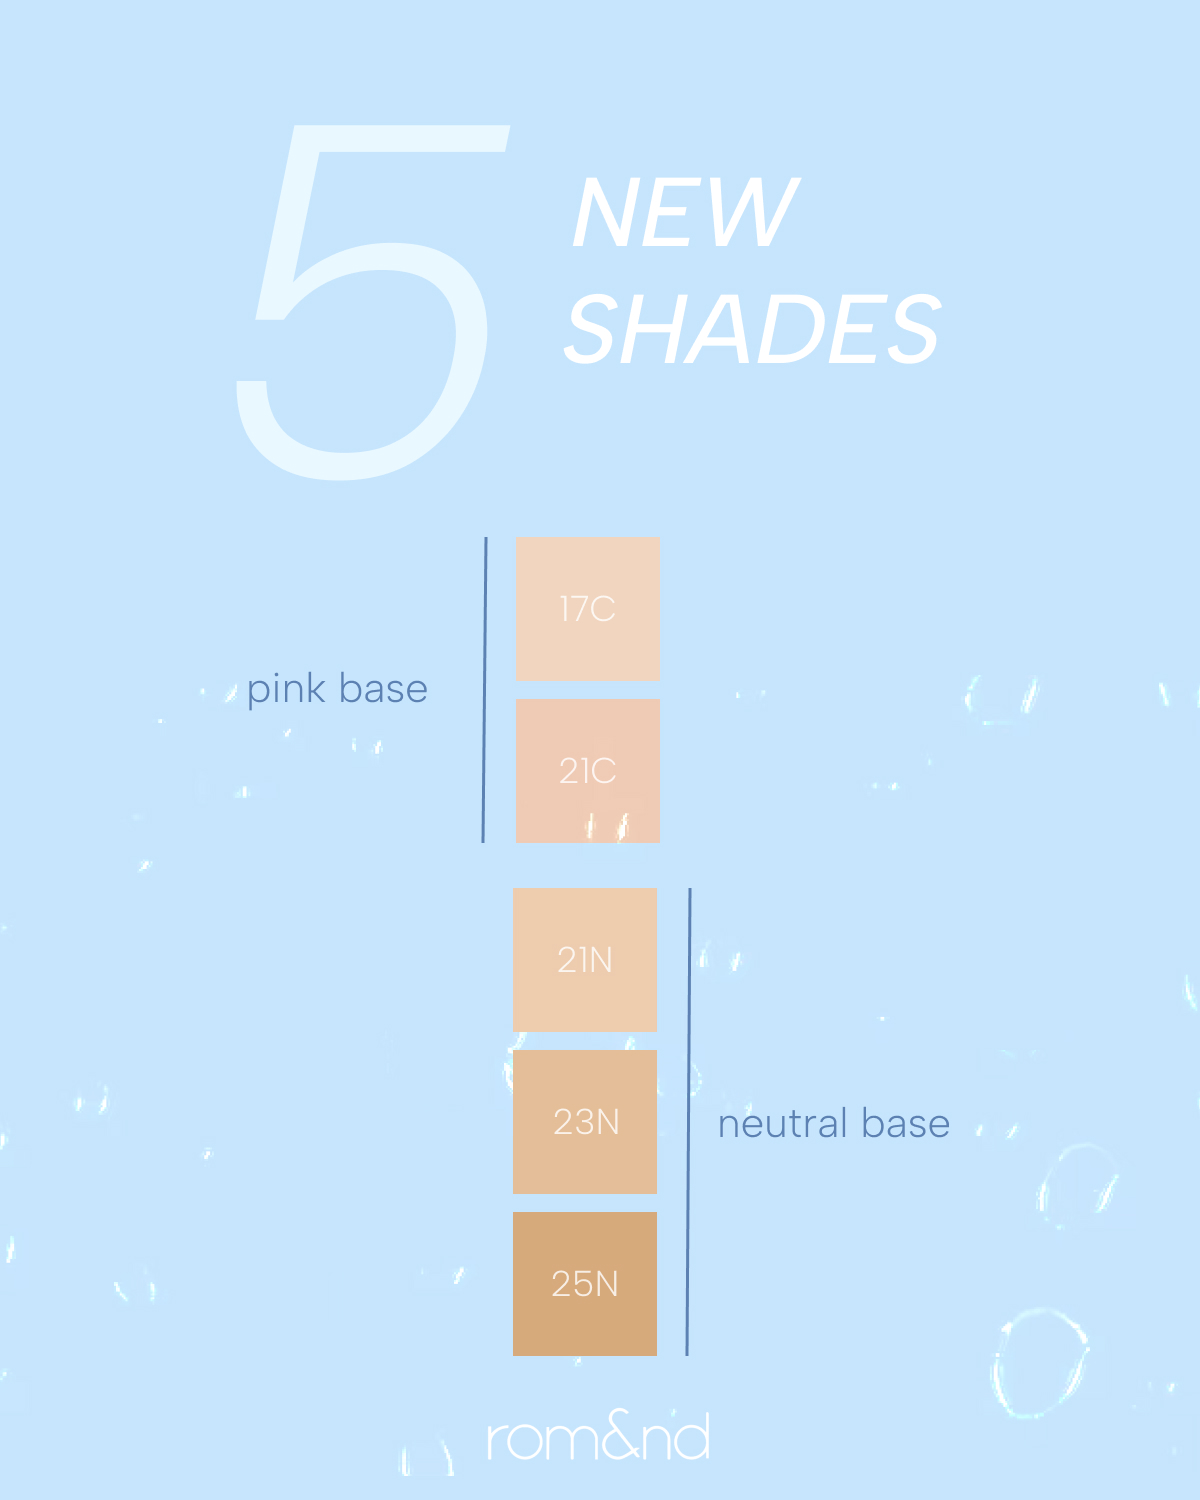 5
NEW
SHADES
17C
pink base
21C
21N
23N
neutral base
25N
rom&nd